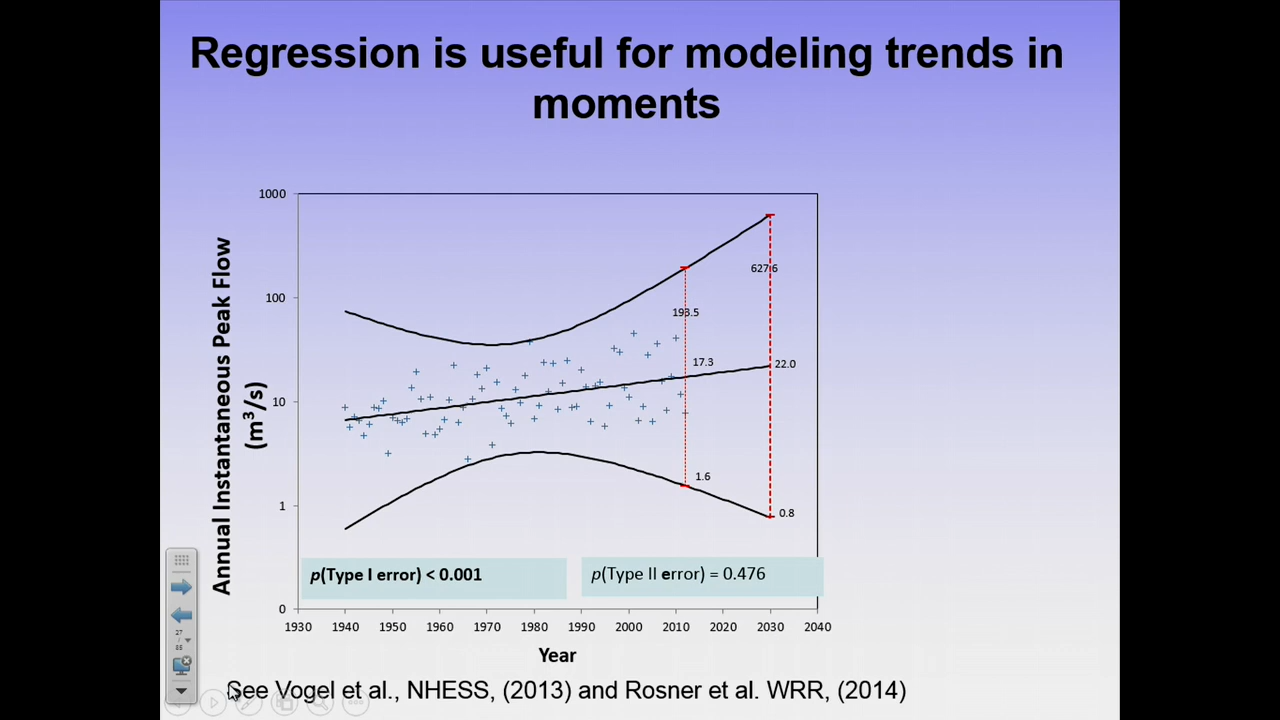 Regression is useful for modeling trends in
moments
Annual Instantaneous Peak Flow
(m³/s)
1000
100
10
1
0
627.6
193.5
17.3
22.0
1.6
0.8
p(Type I error) < 0.001
p(Type II error) = 0.476
1930 1940 1950 1960 1970 1980 1990 2000 2010 2020 2030 2040
Year
27
/
35
See Vogel et al., NHESS, (2013) and Rosner et al. WRR, (2014)